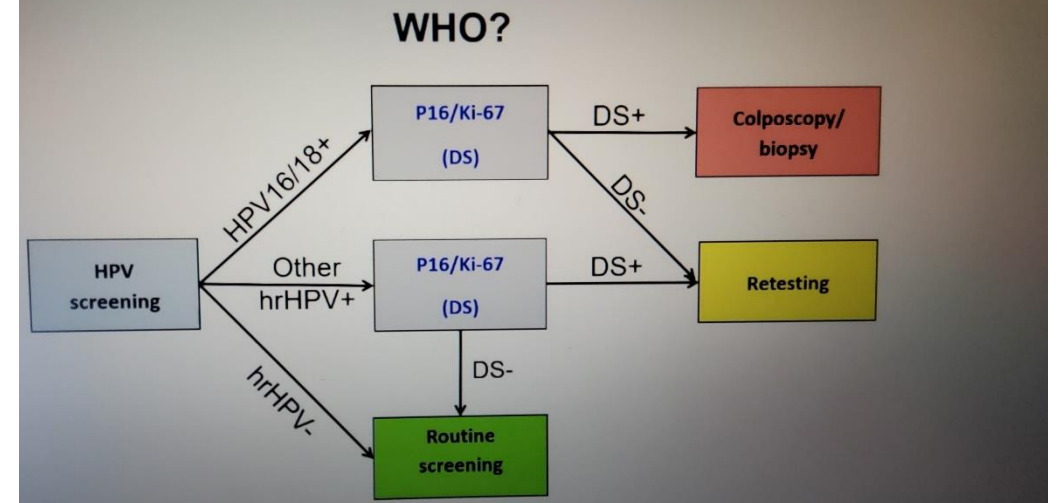 WHO?
P16/Ki-67
(DS)
DS+
Colposcopy/
biopsy
HPV16/18+
DS-
HPV
screening
Other
hrHPV+
P16/Ki-67
(DS)
DS+
Retesting
hrHPV-
DS-
Routine
screening